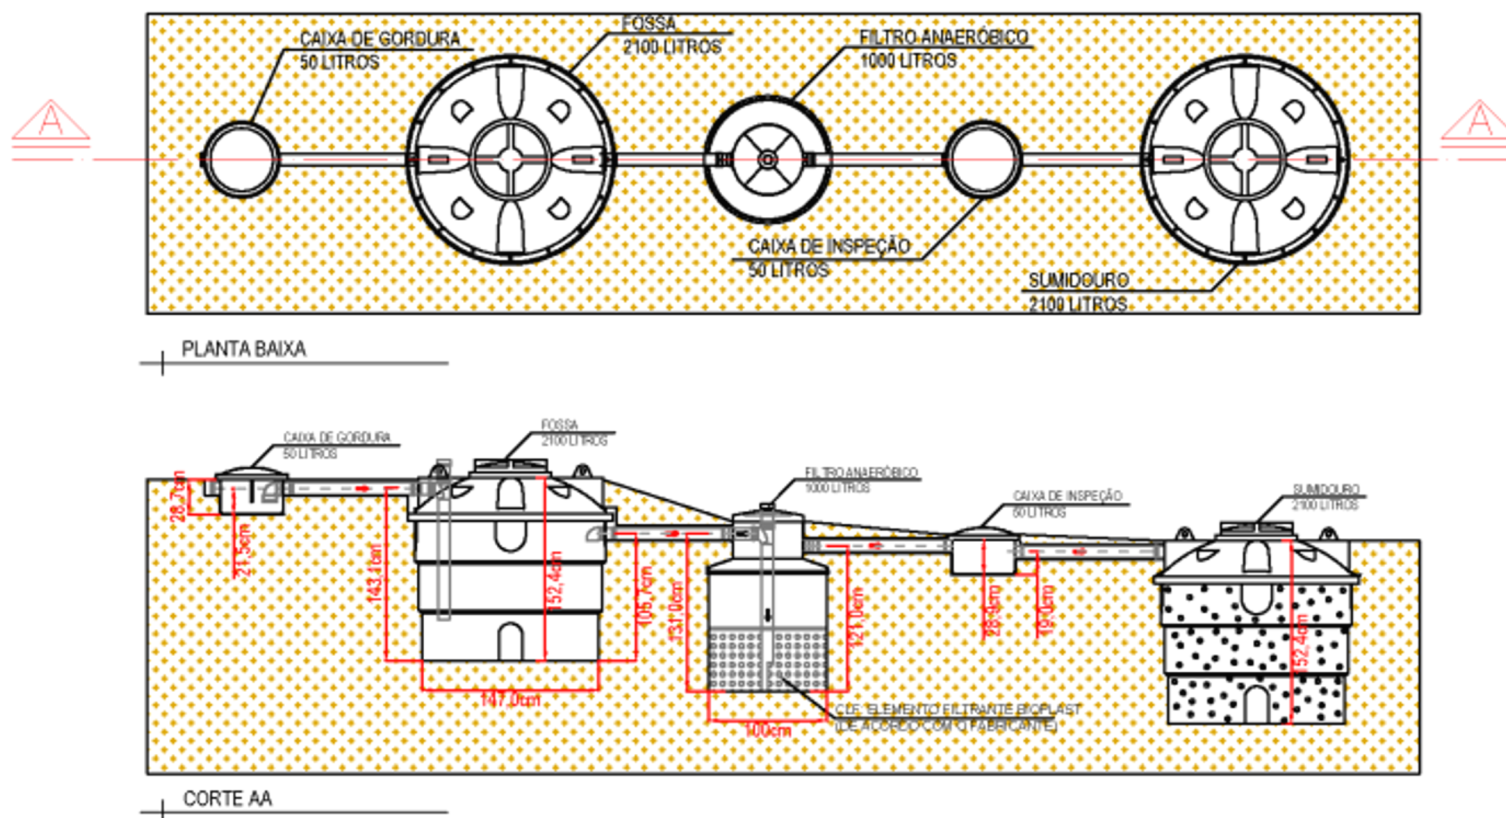 CAIXA DE GORDURA
50 LITROS
FOSSA
2100 LITROS
FILTRO ANAERÓBICO
1000 LITROS
A
A
CAIXA DE INSPEÇÃO
50 LITROS
SUMIDOURO
2100 LITROS
PLANTA BAIXA
CAIXA DE GORDURA
50 LITROS
FOSSA
2100 LITROS
FILTRO ANAERÓBICO
1000 LITROS
CAIXA DE INSPEÇÃO
50 LITROS
SUMIDOURO
2100 LITROS
28,7cm
21,5cm
143,1cm
152,4cm
105,7cm
131,0cm
121,0cm
28,9cm
19,0cm
152,4cm
147,0cm
100cm
ELEMENTO FILTRANTE BIOPLAST
(DE ACORDO COM O FABRICANTE)
CORTE AA